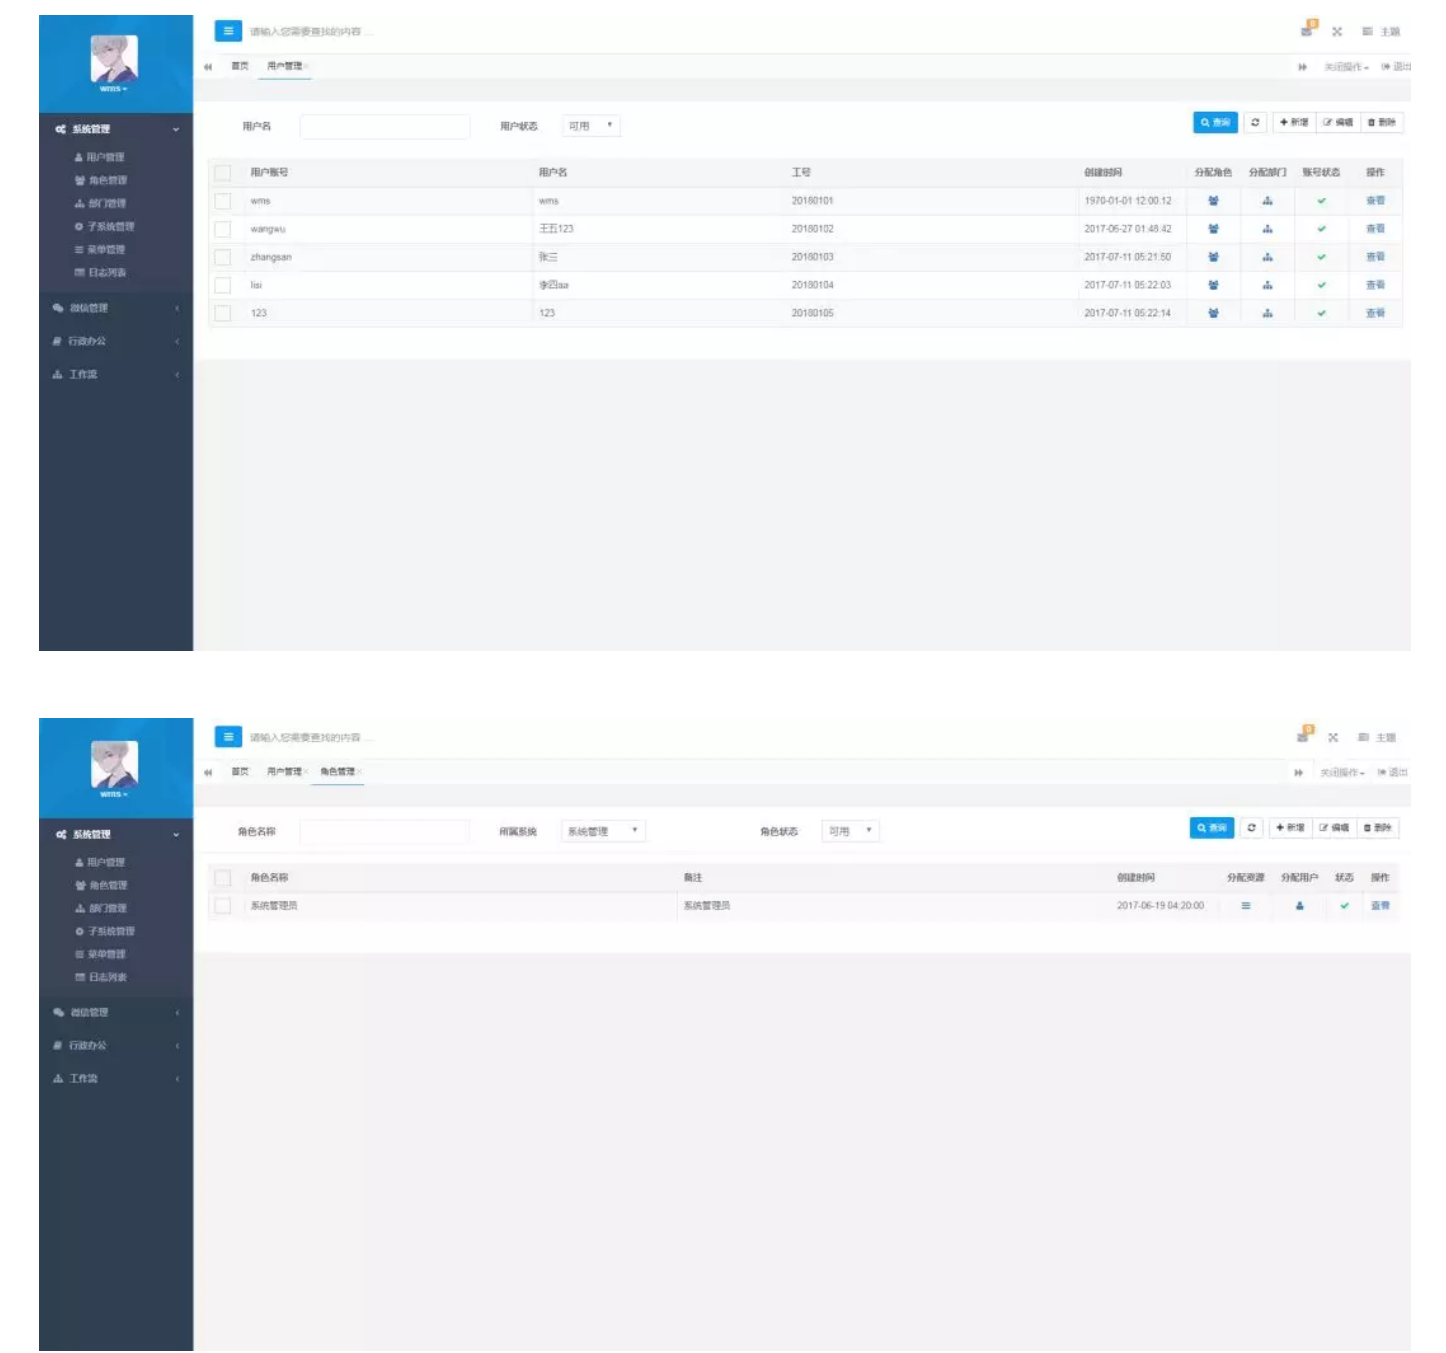 请输入您需要查找的内容 ...
0
主题
首页 用户管理 关闭操作 退出
wms
系统管理
用户管理
角色管理
部门管理
子系统管理
菜单管理
日志列表
微信管理
行政办公
工作流
用户名 用户状态 可用 查询 新增 编辑 删除
用户账号 用户名 工号 创建时间 分配角色 分配部门 账号状态 操作
wms wms 20180101 1970-01-01 12:00:12 查看
wangwu 王五123 20180102 2017-06-27 01:48:42 查看
zhangsan 张三 20180103 2017-07-11 05:21:50 查看
lisi 李四aa 20180104 2017-07-11 05:22:03 查看
123 123 20180105 2017-07-11 05:22:14 查看
请输入您需要查找的内容 ...
0
主题
首页 用户管理 角色管理 关闭操作 退出
wms
系统管理
用户管理
角色管理
部门管理
子系统管理
菜单管理
日志列表
微信管理
行政办公
工作流
角色名称 所属系统 系统管理 角色状态 可用 查询 新增 编辑 删除
角色名称 备注 创建时间 分配资源 分配用户 状态 操作
系统管理员 系统管理员 2017-06-19 04:20:00 查看